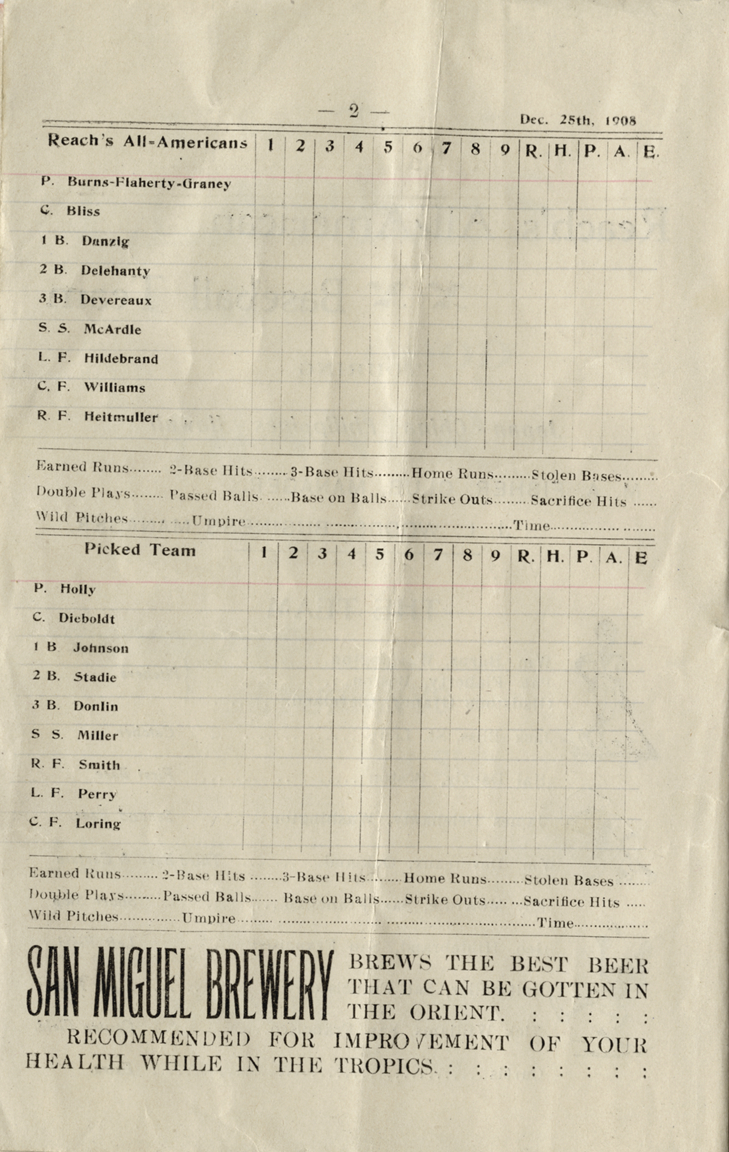 — 2 —
Dec. 25th, 1908
Reach's All-Americans 1 2 3 4 5 6 7 8 9 R. H. P. A. E.
P. Burns-Flaherty-Graney
C. Bliss
1 B. Danzig
2 B. Delehanty
3 B. Devereaux
S. S. McArdle
L. F. Hildebrand
C. F. Williams
R. F. Heitmuller
Earned Runs........ 2-Base Hits........3-Base Hits........Home Runs........Stolen Bases........
Double Plays........ Passed Balls ......Base on Balls......Strike Outs........Sacrifice Hits ......
Wild Pitches........ .....Umpire........................................................Time........................
Picked Team 1 2 3 4 5 6 7 8 9 R. H. P. A. E
P. Holly
C. Dieboldt
1 B Johnson
2 B. Stadie
3 B. Donlin
S S. Miller
R. F. Smith
L. F. Perry
C. F. Loring
Earned Runs......... 2-Base Hits .......3-Base Hits.......Home Runs........Stolen Bases .......
Double Plays.........Passed Balls...... Base on Balls......Strike Outs..... ...Sacrifice Hits .....
Wild Pitches...............Umpire.............................................................Time...................
SAN MIGUEL BREWERY BREWS THE BEST BEER
THAT CAN BE GOTTEN IN
THE ORIENT. : : : : :
RECOMMENDED FOR IMPROVEMENT OF YOUR
HEALTH WHILE IN THE TROPICS. : : : : : : : :